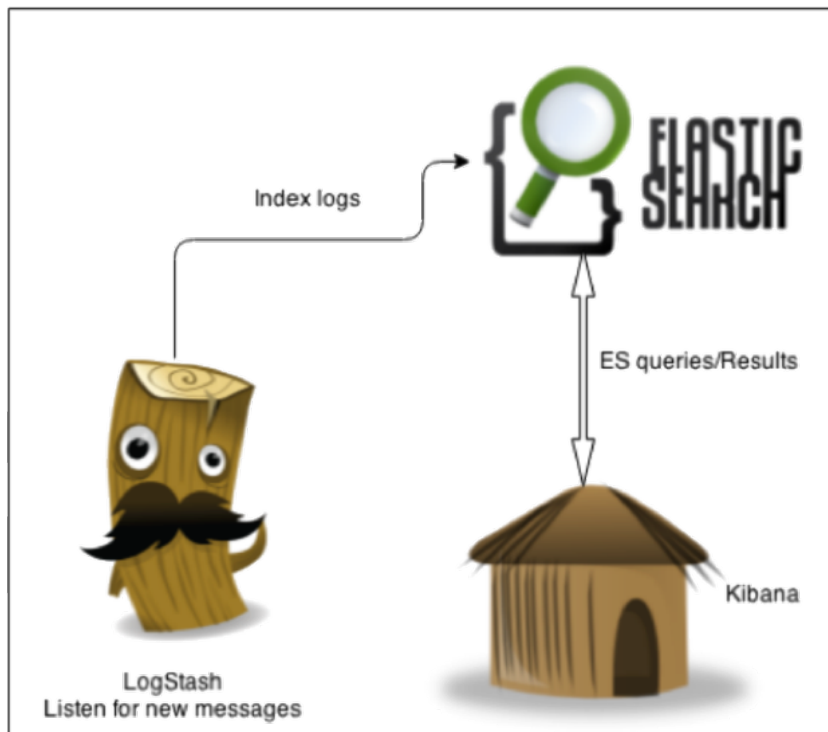 ELASTIC
SEARCH
Index logs
ES queries/Results
Kibana
LogStash
Listen for new messages